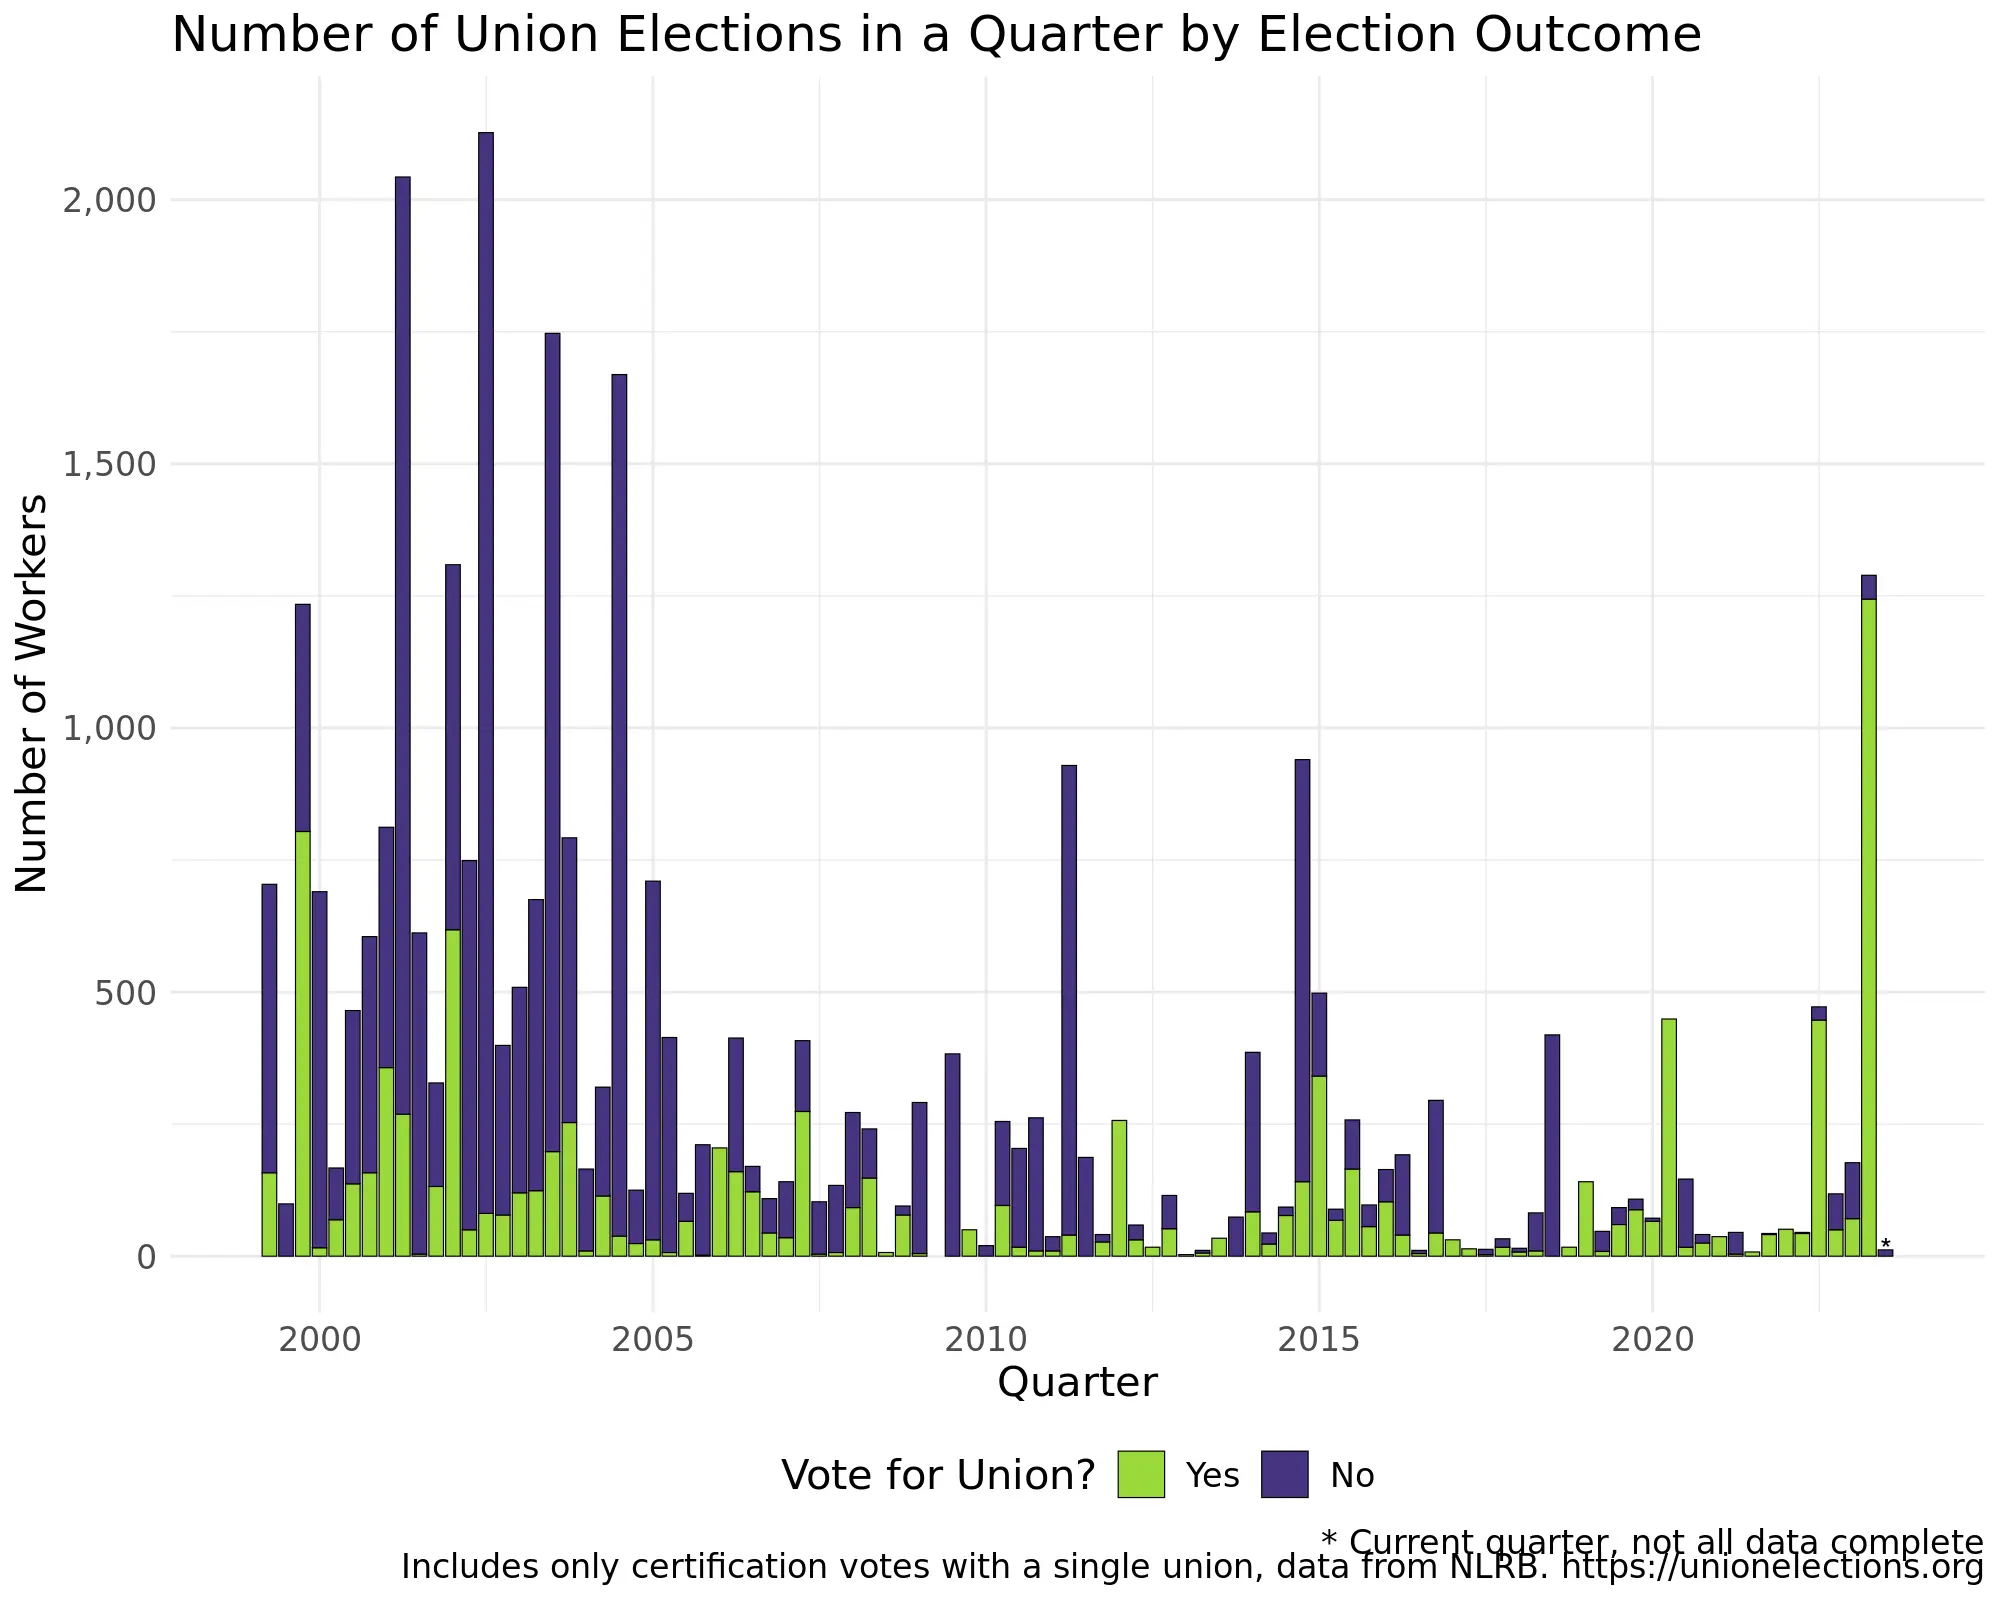 Number of Union Elections in a Quarter by Election Outcome
Number of Workers
2,000
1,500
1,000
500
0
*
2000 2005 2010 2015 2020
Quarter
Vote for Union? Yes No
* Current quarter, not all data complete
Includes only certification votes with a single union, data from NLRB. https://unionelections.org